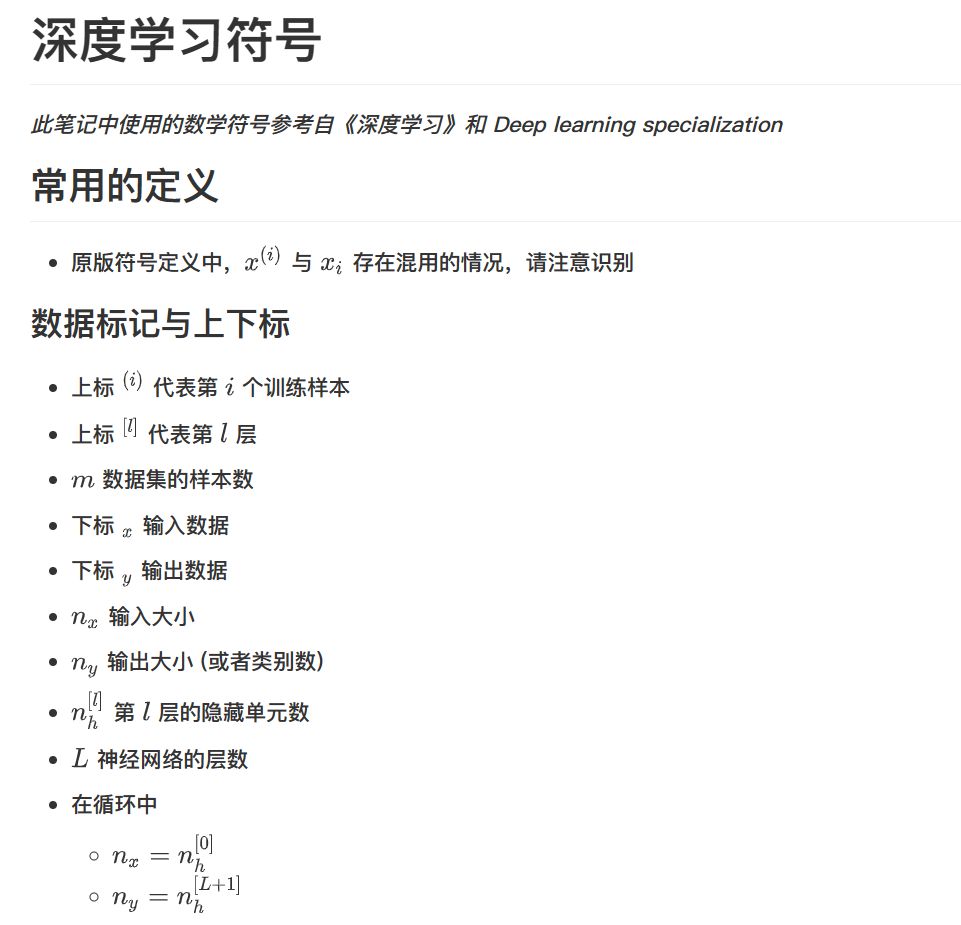 深度学习符号
此笔记中使用的数学符号参考自《深度学习》和 Deep learning specialization
常用的定义
• 原版符号定义中，$x^{(i)}$ 与 $x_i$ 存在混用的情况，请注意识别
数据标记与上下标
• 上标 $^{(i)}$ 代表第 $i$ 个训练样本
• 上标 $^{[l]}$ 代表第 $l$ 层
• $m$ 数据集的样本数
• 下标 $_x$ 输入数据
• 下标 $_y$ 输出数据
• $n_x$ 输入大小
• $n_y$ 输出大小 (或者类别数)
• $n_h^{[l]}$ 第 $l$ 层的隐藏单元数
• $L$ 神经网络的层数
• 在循环中
◦ $n_x = n_h^{[0]}$
◦ $n_y = n_h^{[L+1]}$